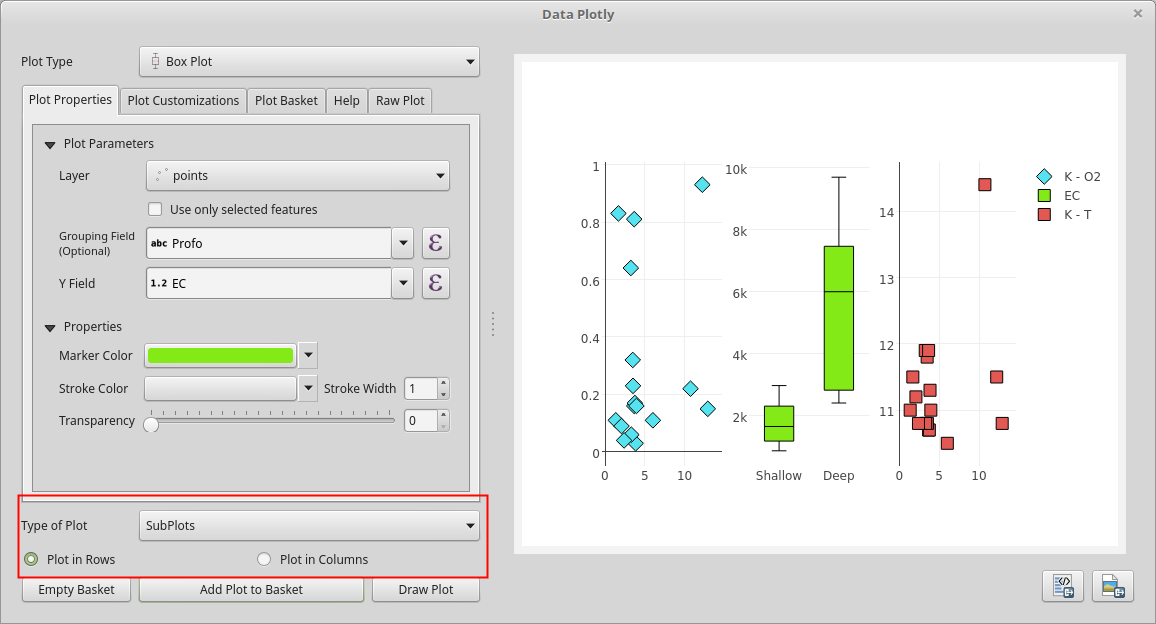 Data Plotly
Plot Type
Box Plot
Plot Properties
Plot Customizations
Plot Basket
Help
Raw Plot
Plot Parameters
Layer
points
Use only selected features
Grouping Field
(Optional)
abc Profo
ε
Y Field
1.2 EC
ε
Properties
Marker Color
Stroke Color
Stroke Width
1
Transparency
0
Type of Plot
SubPlots
Plot in Rows
Plot in Columns
Empty Basket
Add Plot to Basket
Draw Plot
1
0.8
0.6
0.4
0.2
0
0
5
10
10k
8k
6k
4k
2k
Shallow
Deep
14
13
12
11
0
5
10
K - O2
EC
K - T